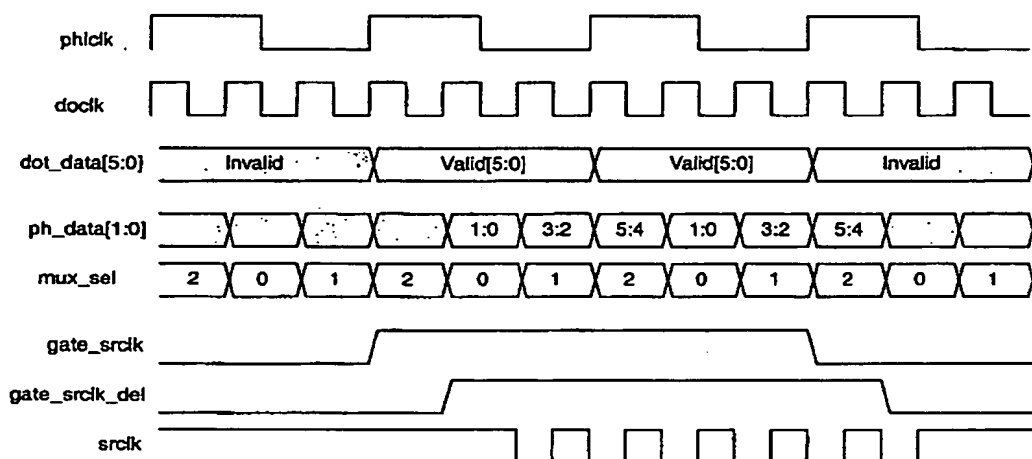 phiclk
doclk
dot_data[5:0] Invalid Valid[5:0] Valid[5:0] Invalid
ph_data[1:0] 1:0 3:2 5:4 1:0 3:2 5:4
mux_sel 2 0 1 2 0 1 2 0 1 2 0 1
gate_srclk
gate_srclk_del
srclk